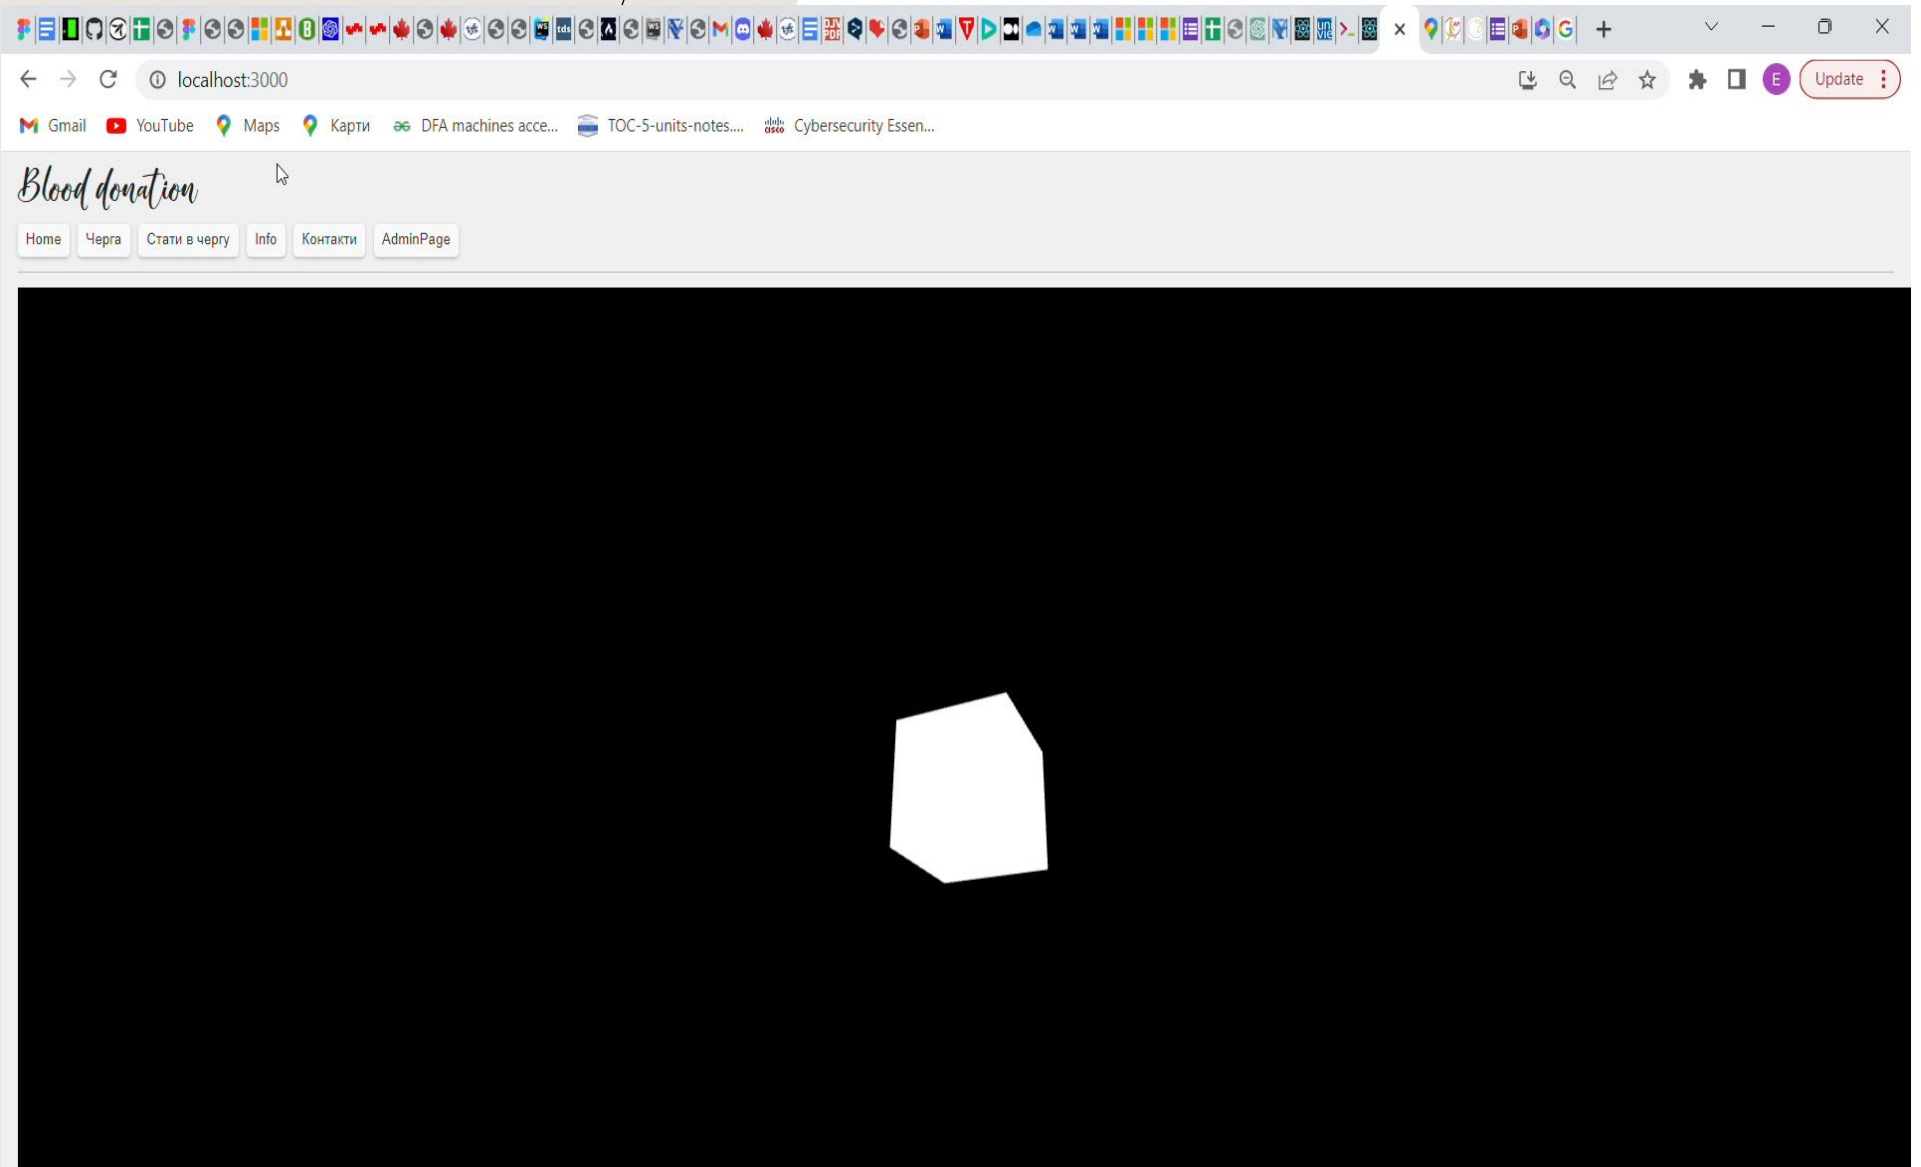 localhost:3000
Update
Gmail YouTube Maps Карти DFA machines acce... TOC-5-units-notes.... Cybersecurity Essen...
Blood donation
Home Черга Стати в чергу Info Контакти AdminPage